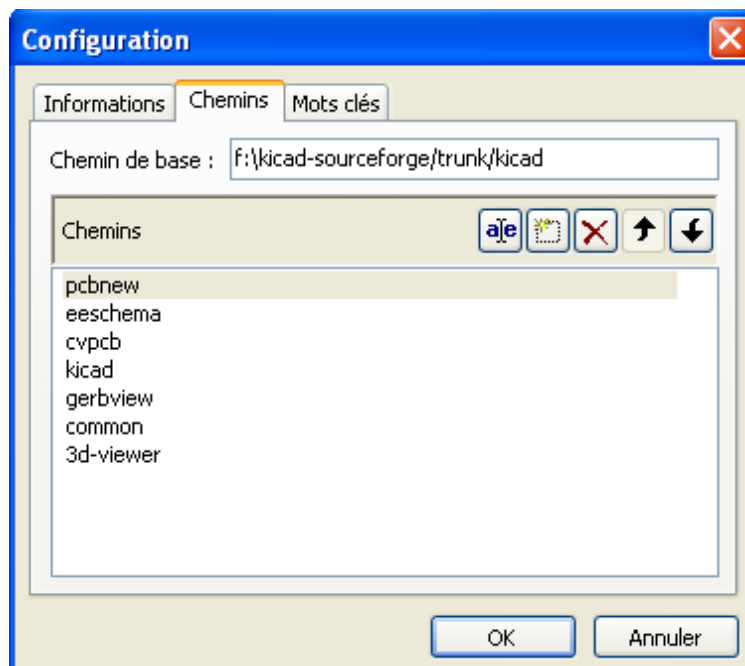 Configuration
Informations Chemins Mots clés
Chemin de base : f:\kicad-sourceforge/trunk/kicad
Chemins
pcbnew
eeschema
cvpcb
kicad
gerbview
common
3d-viewer
OK Annuler